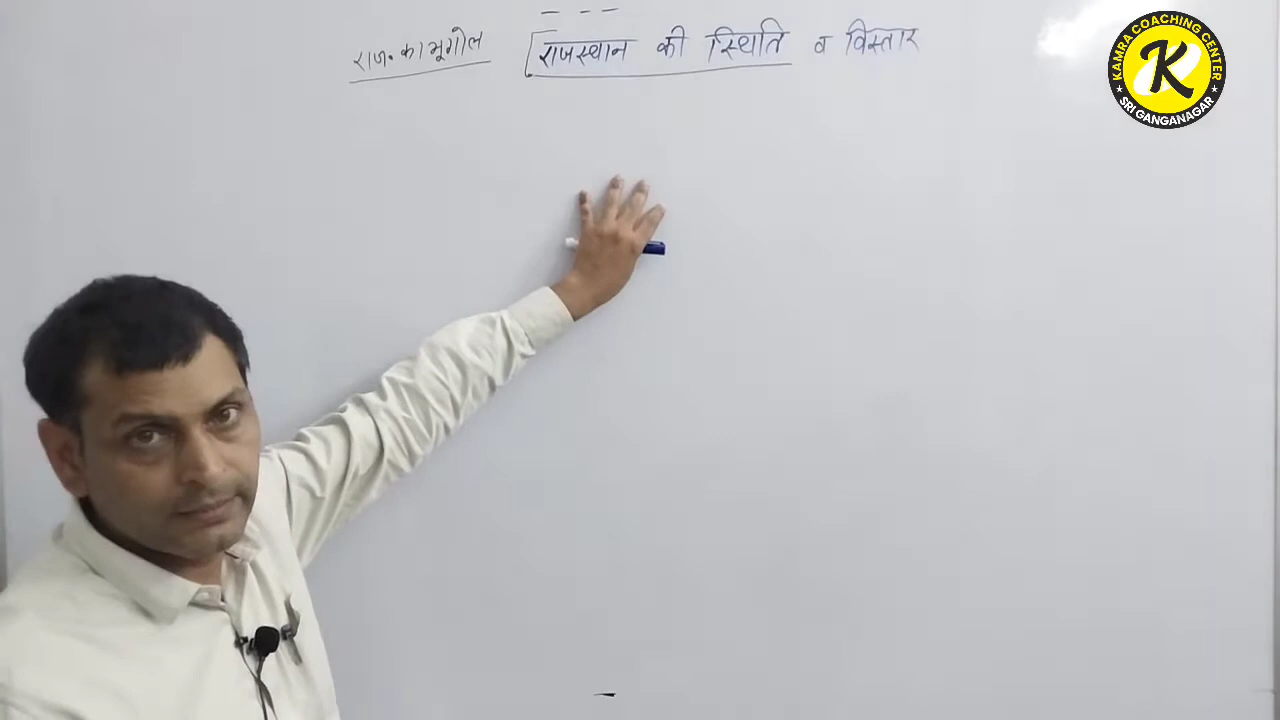 राज. का भूगोल राजस्थान की स्थिति व विस्तार
KAMRA COACHING CENTER
K
SRI GANGANAGAR